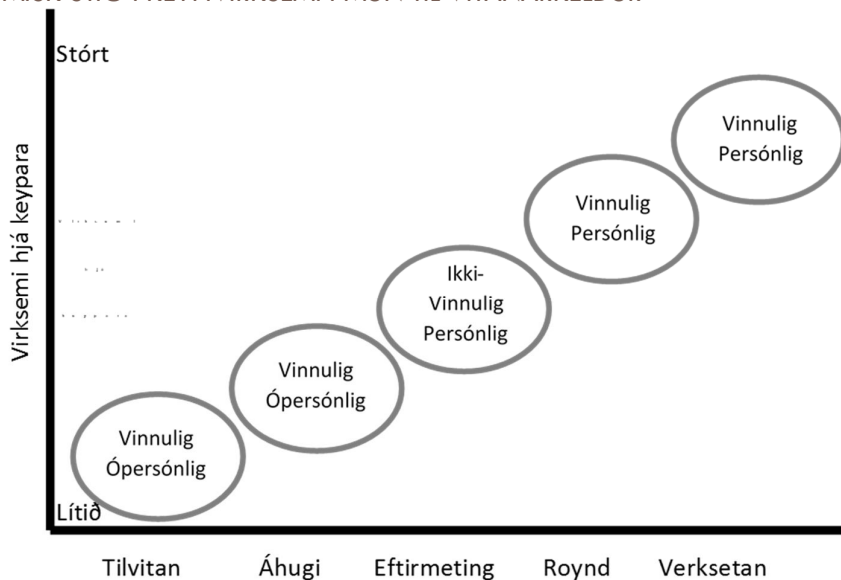 Stórt
Virksemi hjá keypara
Vinnulig
Persónlig
Vinnulig
Persónlig
Ikki-
Vinnulig
Persónlig
Vinnulig
Ópersónlig
Vinnulig
Ópersónlig
Lítið
Tilvitan Áhugi Eftirmeting Roynd Verksetan